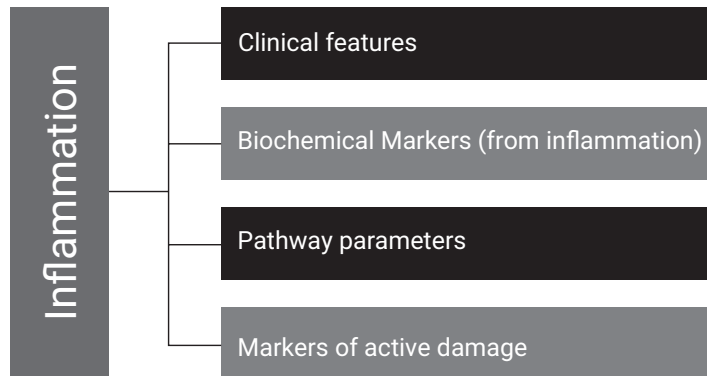 Inflammation
Clinical features
Biochemical Markers (from inflammation)
Pathway parameters
Markers of active damage